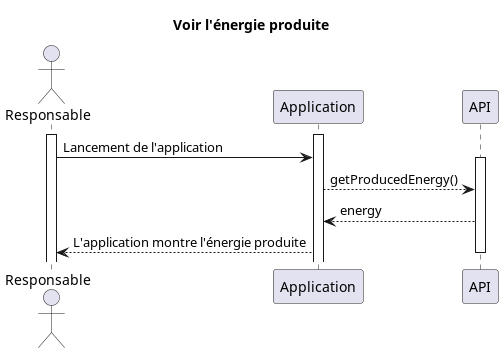 Voir l'énergie produite
Responsable
Application
API
Lancement de l'application
getProducedEnergy()
energy
L'application montre l'énergie produite
Responsable
Application
API